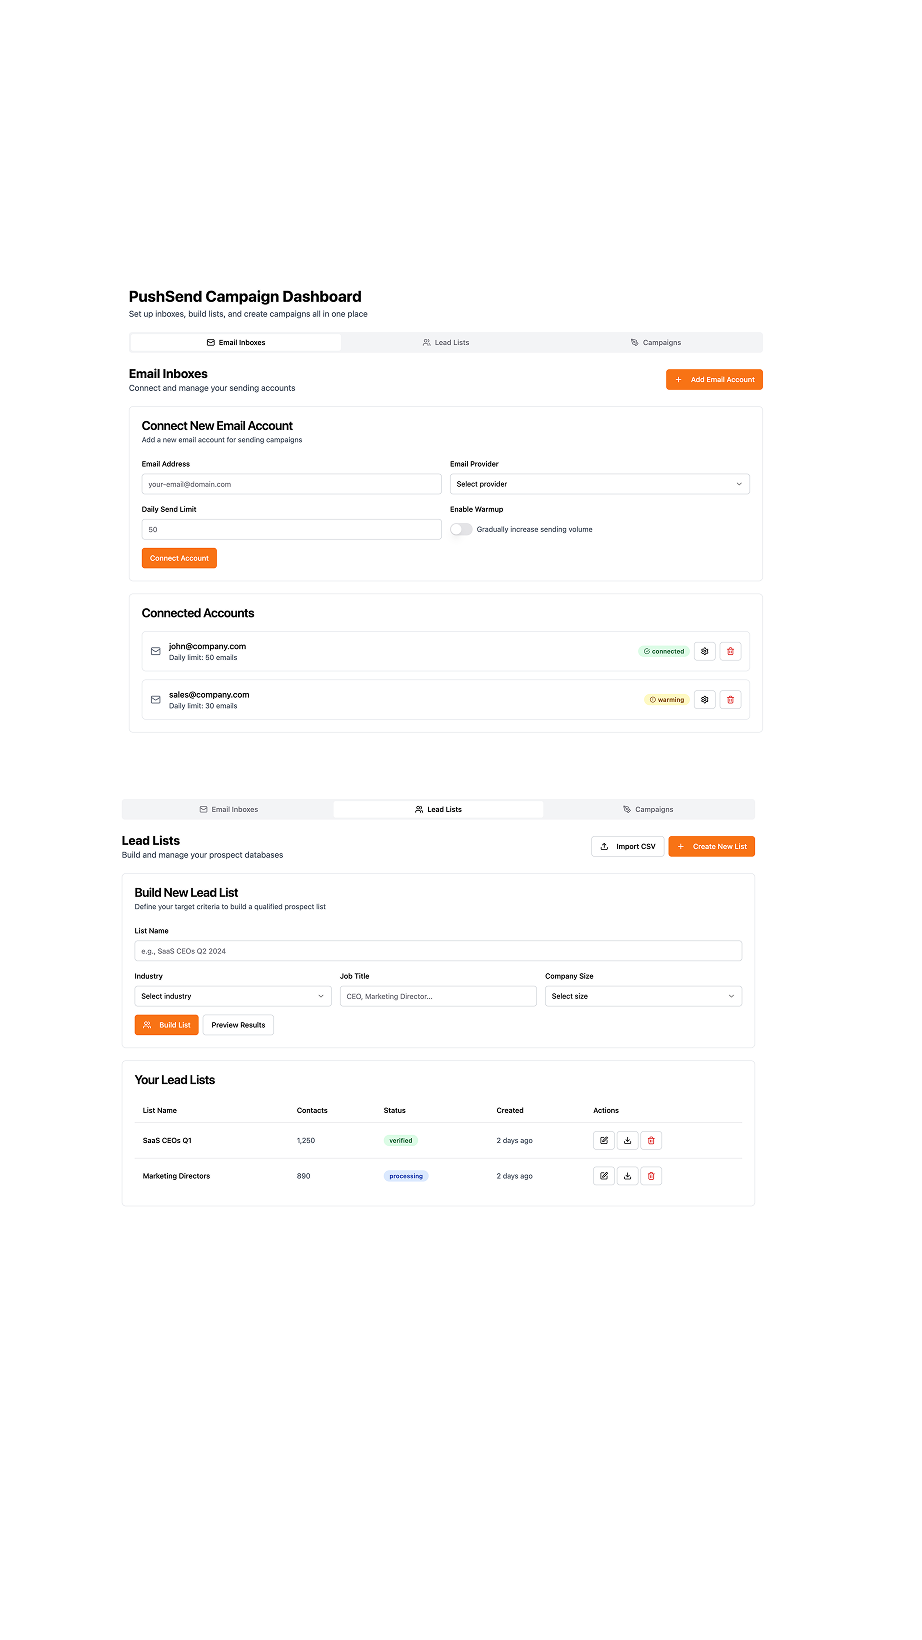 PushSend Campaign Dashboard
Set up inboxes, build lists, and create campaigns all in one place
Email Inboxes Lead Lists Campaigns
Email Inboxes
Connect and manage your sending accounts
Add Email Account
Connect New Email Account
Add a new email account for sending campaigns
Email Address Email Provider
your-email@domain.com Select provider
Daily Send Limit Enable Warmup
50 Gradually increase sending volume
Connect Account
Connected Accounts
john@company.com
Daily limit: 50 emails
connected
sales@company.com
Daily limit: 30 emails
warming
Email Inboxes Lead Lists Campaigns
Lead Lists
Build and manage your prospect databases
Import CSV Create New List
Build New Lead List
Define your target criteria to build a qualified prospect list
List Name
e.g., SaaS CEOs Q2 2024
Industry Job Title Company Size
Select industry CEO, Marketing Director... Select size
Build List Preview Results
Your Lead Lists
List Name Contacts Status Created Actions
SaaS CEOs Q1 1,250 verified 2 days ago
Marketing Directors 890 processing 2 days ago